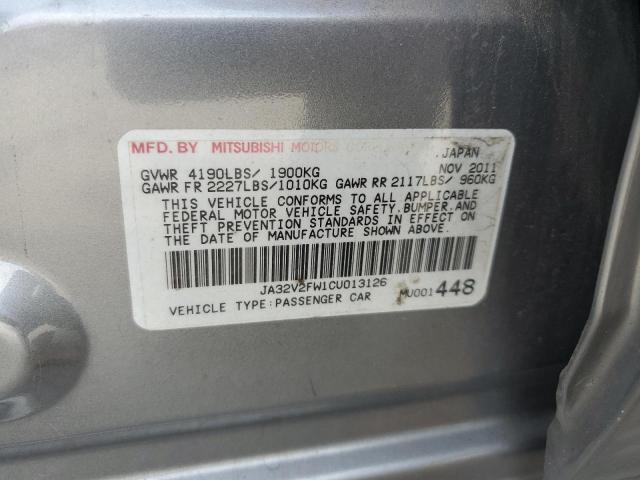 MFD. BY MITSUBISHI MOTORS CORPORATION JAPAN
GVWR 4190LBS/ 1900KG NOV 2011
GAWR FR 2227LBS/1010KG GAWR RR 2117LBS/ 960KG
THIS VEHICLE CONFORMS TO ALL APPLICABLE
FEDERAL MOTOR VEHICLE SAFETY,BUMPER,AND
THEFT PREVENTION STANDARDS IN EFFECT ON
THE DATE OF MANUFACTURE SHOWN ABOVE.
JA32V2FW1CU013126
VEHICLE TYPE:PASSENGER CAR MU001448